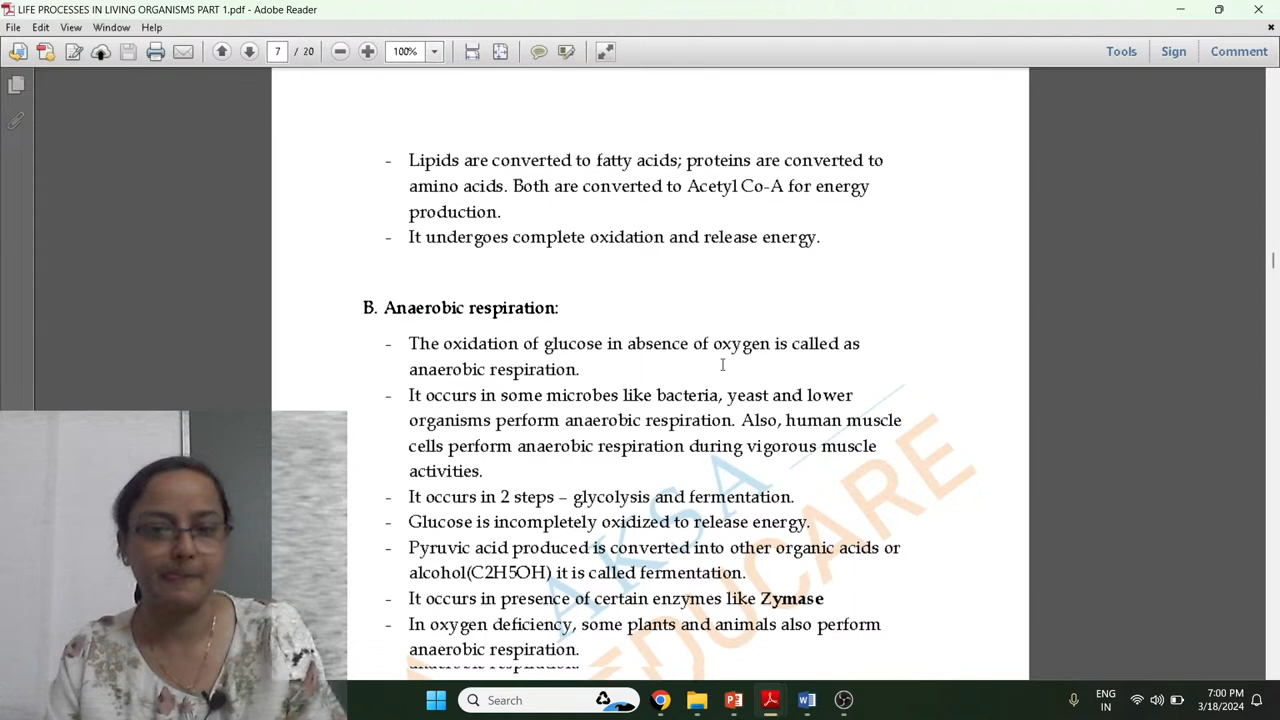 LIFE PROCESSES IN LIVING ORGANISMS PART 1.pdf - Adobe Reader
File Edit View Window Help
7 / 20 100% Tools Sign Comment
- Lipids are converted to fatty acids; proteins are converted to
amino acids. Both are converted to Acetyl Co-A for energy
production.
- It undergoes complete oxidation and release energy.
B. Anaerobic respiration:
- The oxidation of glucose in absence of oxygen is called as
anaerobic respiration.
- It occurs in some microbes like bacteria, yeast and lower
organisms perform anaerobic respiration. Also, human muscle
cells perform anaerobic respiration during vigorous muscle
activities.
- It occurs in 2 steps – glycolysis and fermentation.
- Glucose is incompletely oxidized to release energy.
- Pyruvic acid produced is converted into other organic acids or
alcohol(C2H5OH) it is called fermentation.
- It occurs in presence of certain enzymes like Zymase
- In oxygen deficiency, some plants and animals also perform
anaerobic respiration.
anaerobic respiration.
AKSA
EDUCARE
Search
ENG
IN
7:00 PM
3/18/2024